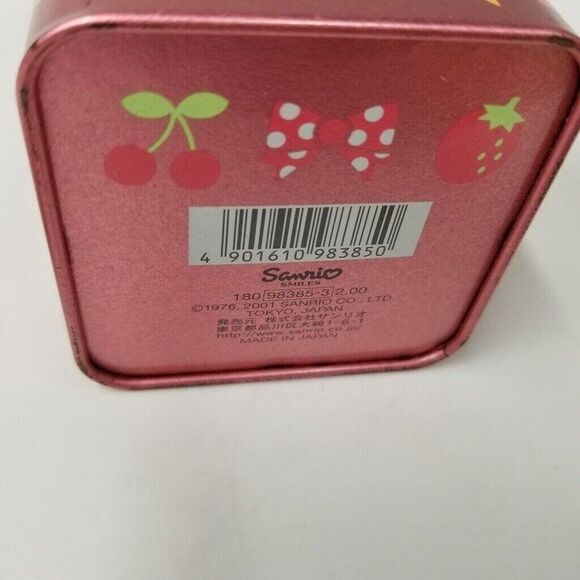 4 901610 983850
Sanrio
SMILES
180 98385-3 2.00
©1976, 2001 SANRIO CO., LTD.
TOKYO, JAPAN
発売元 株式会社サンリオ
東京都品川区大崎1-6-1
http://www.sanrio.co.jp
MADE IN JAPAN